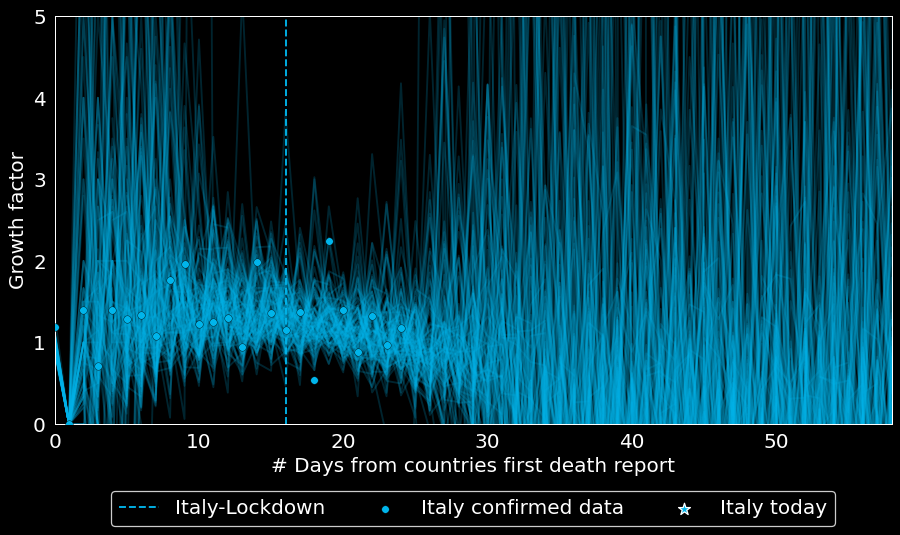 Growth factor
5
4
3
2
1
0
0 10 20 30 40 50
# Days from countries first death report
Italy-Lockdown Italy confirmed data Italy today